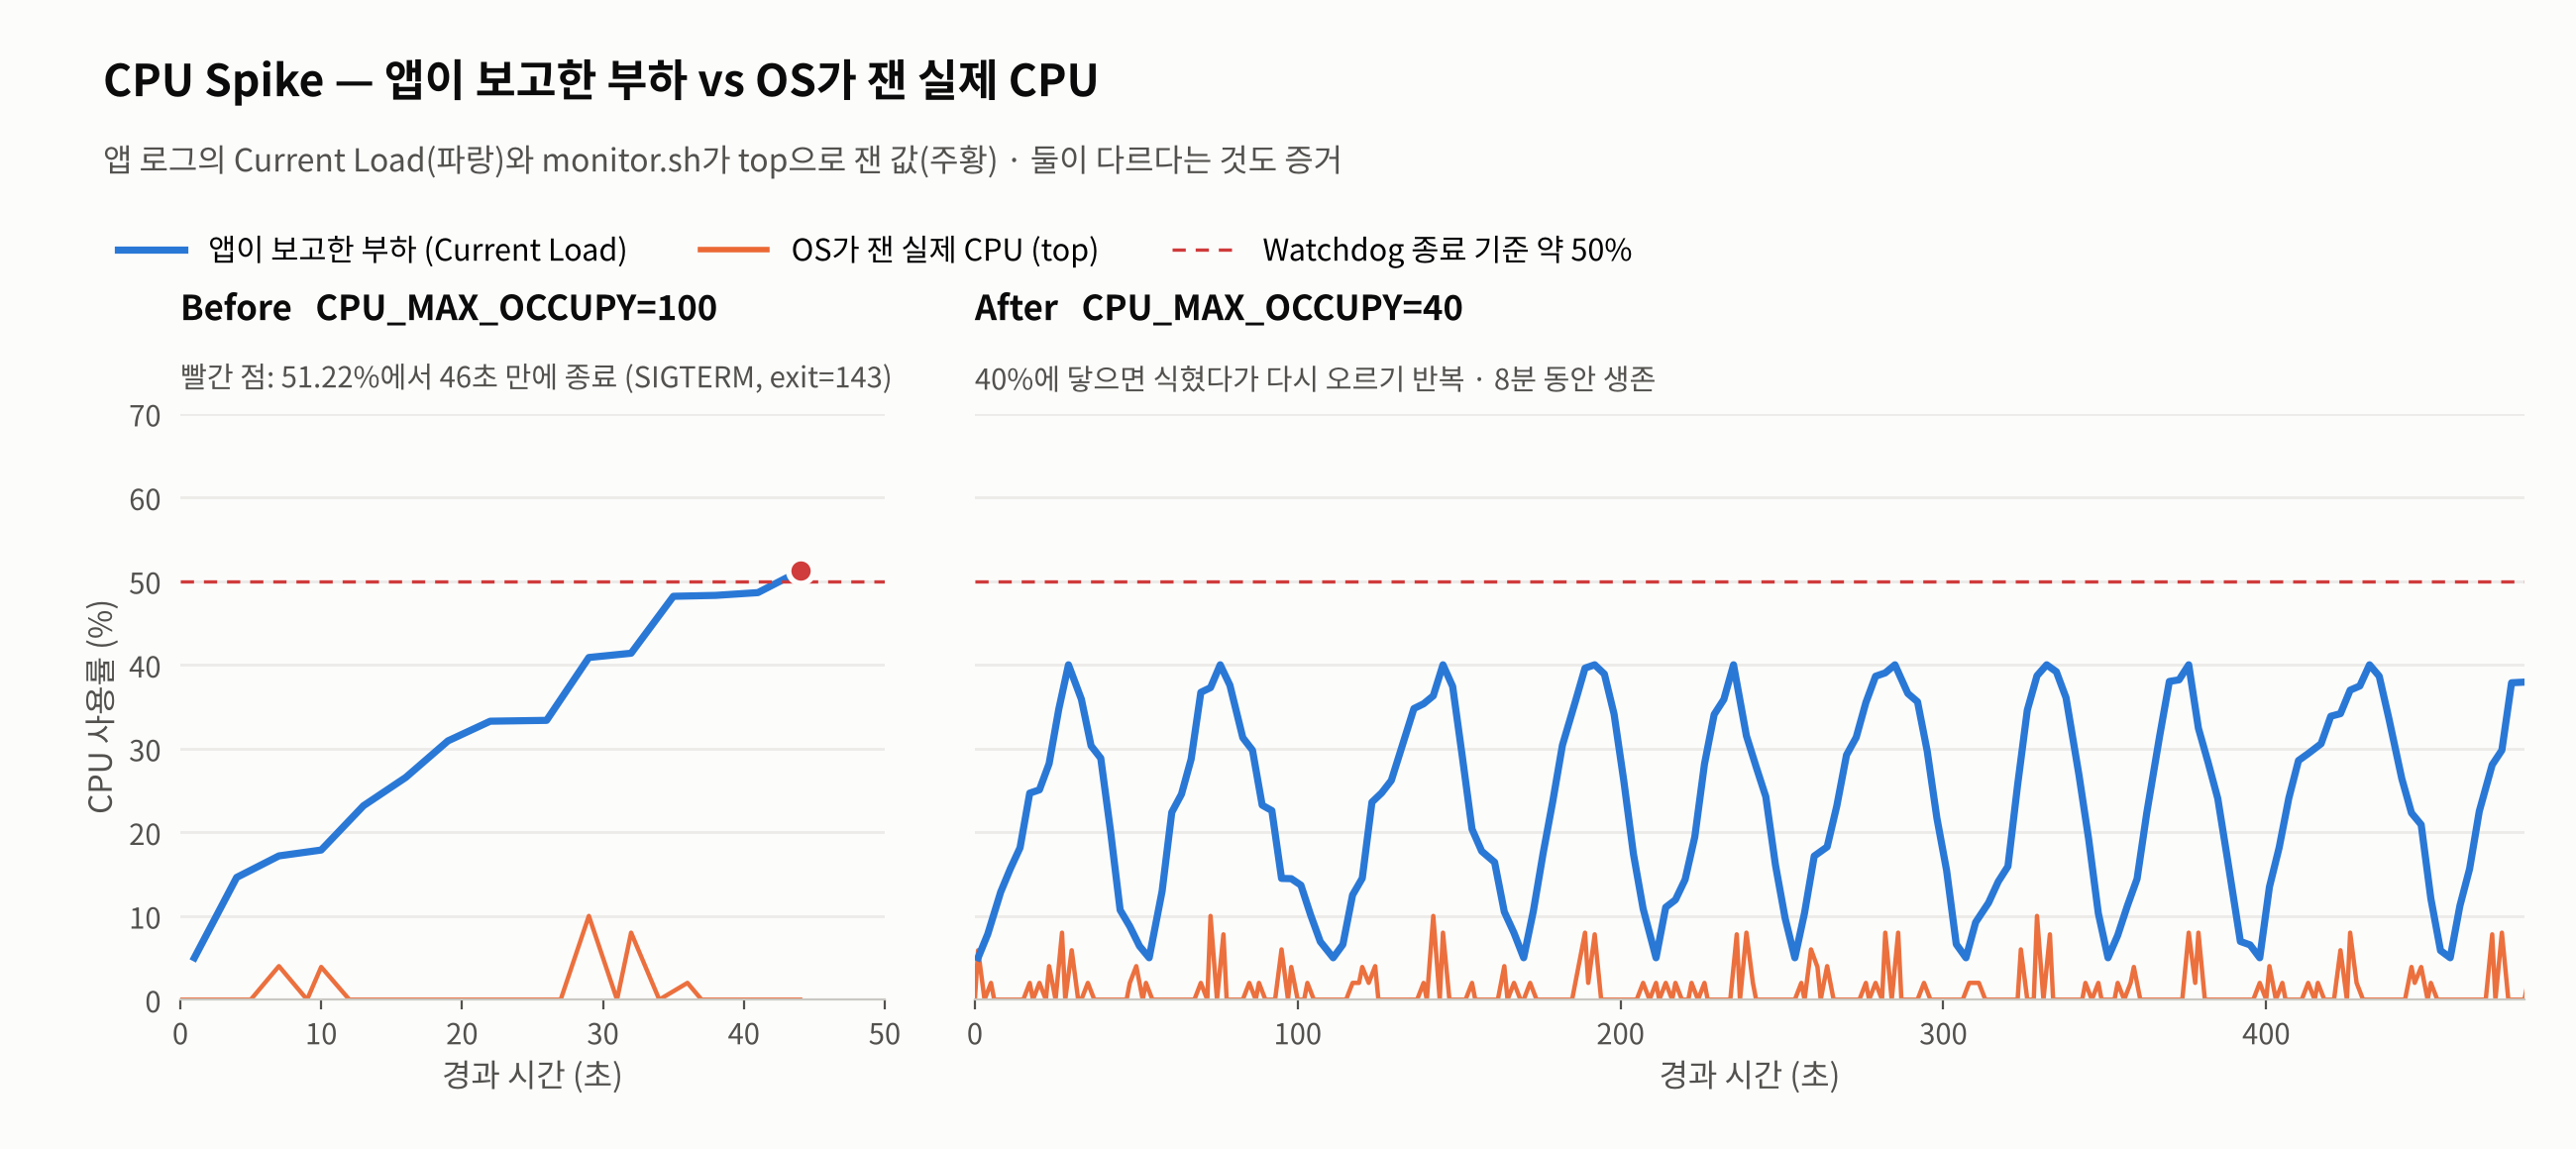 CPU Spike — 앱이 보고한 부하 vs OS가 잰 실제 CPU
앱 로그의 Current Load(파랑)와 monitor.sh가 top으로 잰 값(주황) · 둘이 다르다는 것도 증거
앱이 보고한 부하 (Current Load) OS가 잰 실제 CPU (top) Watchdog 종료 기준 약 50%
Before CPU_MAX_OCCUPY=100
빨간 점: 51.22%에서 46초 만에 종료 (SIGTERM, exit=143)
CPU 사용률 (%)
70
60
50
40
30
20
10
0
0 10 20 30 40 50
경과 시간 (초)
After CPU_MAX_OCCUPY=40
40%에 닿으면 식혔다가 다시 오르기 반복 · 8분 동안 생존
0 100 200 300 400
경과 시간 (초)